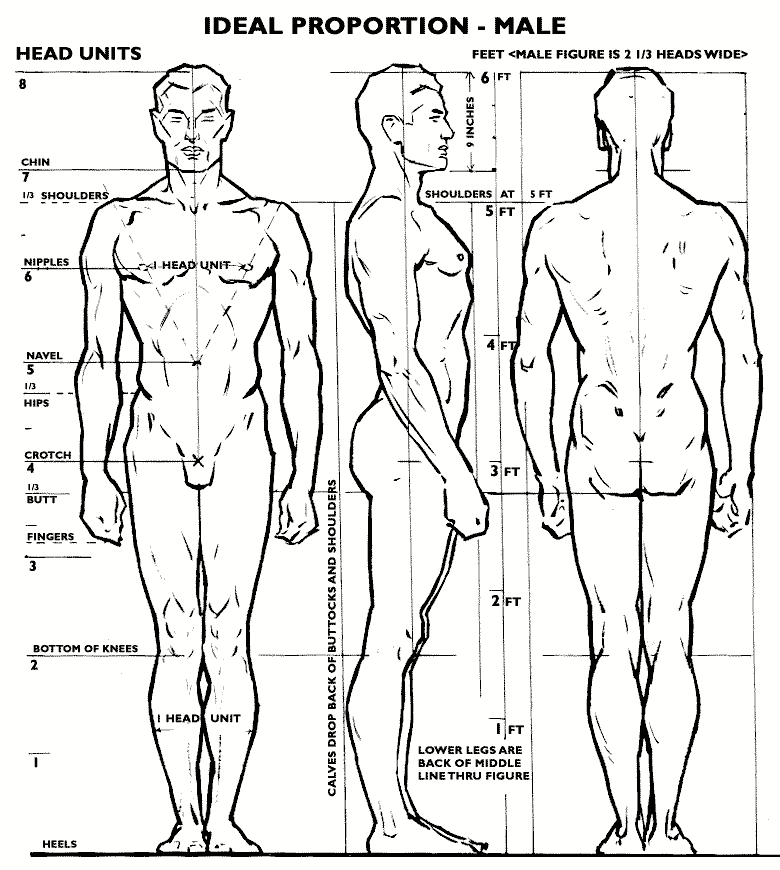 IDEAL PROPORTION - MALE
HEAD UNITS
FEET <MALE FIGURE IS 2 1/3 HEADS WIDE>
8
6 FT
9 INCHES
CHIN
7
1/3 SHOULDERS
SHOULDERS AT 5 FT
5 FT
NIPPLES
1 HEAD UNIT
6
4 FT
NAVEL
5
1/3
HIPS
CROTCH
4
3 FT
1/3
BUTT
FINGERS
3
CALVES DROP BACK OF BUTTOCKS AND SHOULDERS
2 FT
BOTTOM OF KNEES
2
1 HEAD UNIT
1 FT
1
LOWER LEGS ARE
BACK OF MIDDLE
LINE THRU FIGURE
HEELS